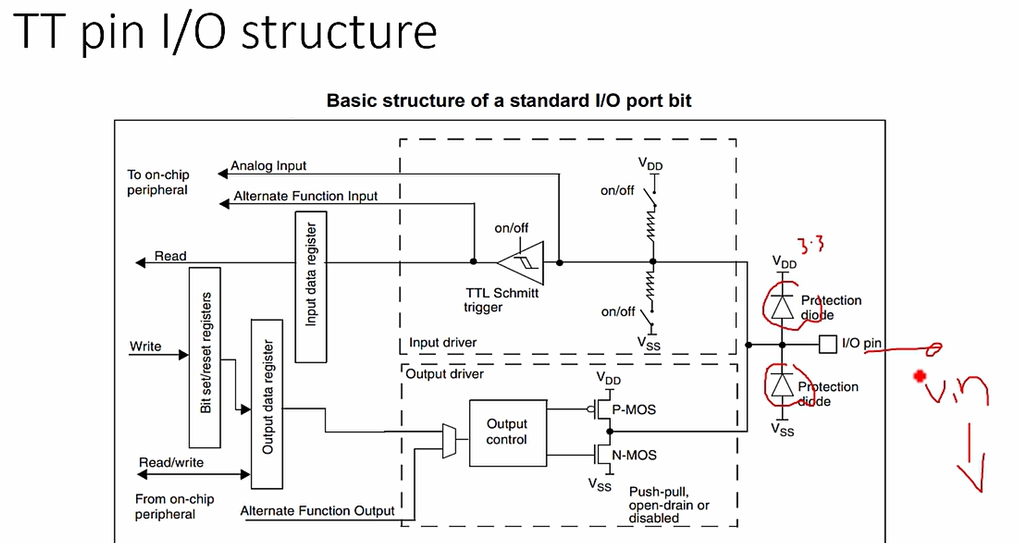 TT pin I/O structure
Basic structure of a standard I/O port bit
To on-chip
peripheral
Analog Input
Alternate Function Input
on/off
Read
Input data register
TTL Schmitt
trigger
VDD
on/off
on/off
VSS
Input driver
3.3
VDD
Protection
diode
I/O pin
Protection
diode
VSS
Vin
Write
Bit set/reset registers
Output data register
Read/write
From on-chip
peripheral
Alternate Function Output
Output driver
Output
control
VDD
P-MOS
N-MOS
VSS
Push-pull,
open-drain or
disabled